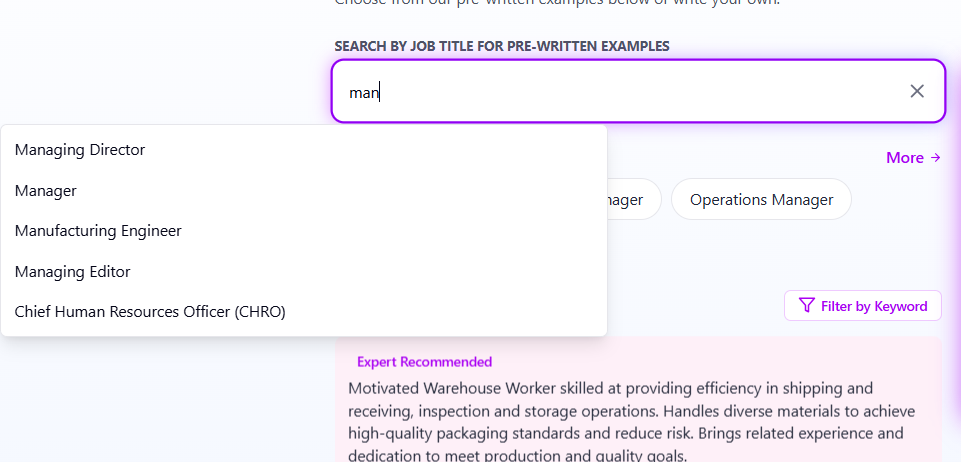 Choose from our pre-written examples below or write your own.
SEARCH BY JOB TITLE FOR PRE-WRITTEN EXAMPLES
man
Managing Director
Manager
Manufacturing Engineer
Managing Editor
Chief Human Resources Officer (CHRO)
More →
Operations Manager
Filter by Keyword
Expert Recommended
Motivated Warehouse Worker skilled at providing efficiency in shipping and
receiving, inspection and storage operations. Handles diverse materials to achieve
high-quality packaging standards and reduce risk. Brings related experience and
dedication to meet production and quality goals.